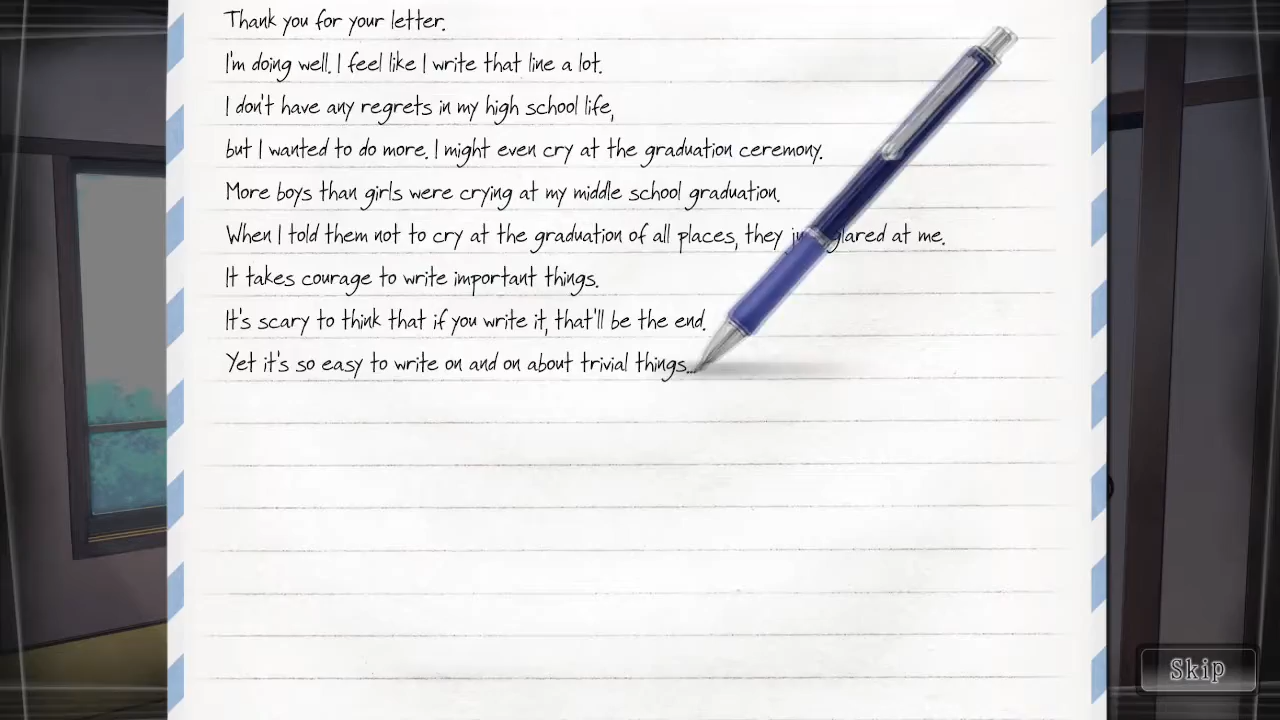 Thank you for your letter.
I'm doing well. I feel like I write that line a lot.
I don't have any regrets in my high school life,
but I wanted to do more. I might even cry at the graduation ceremony.
More boys than girls were crying at my middle school graduation.
When I told them not to cry at the graduation of all places, they at me.
It takes courage to write important things.
It's scary to think that if you write it, that'll be the end.
Yet it's so easy to write on and on about trivial things...
Skip